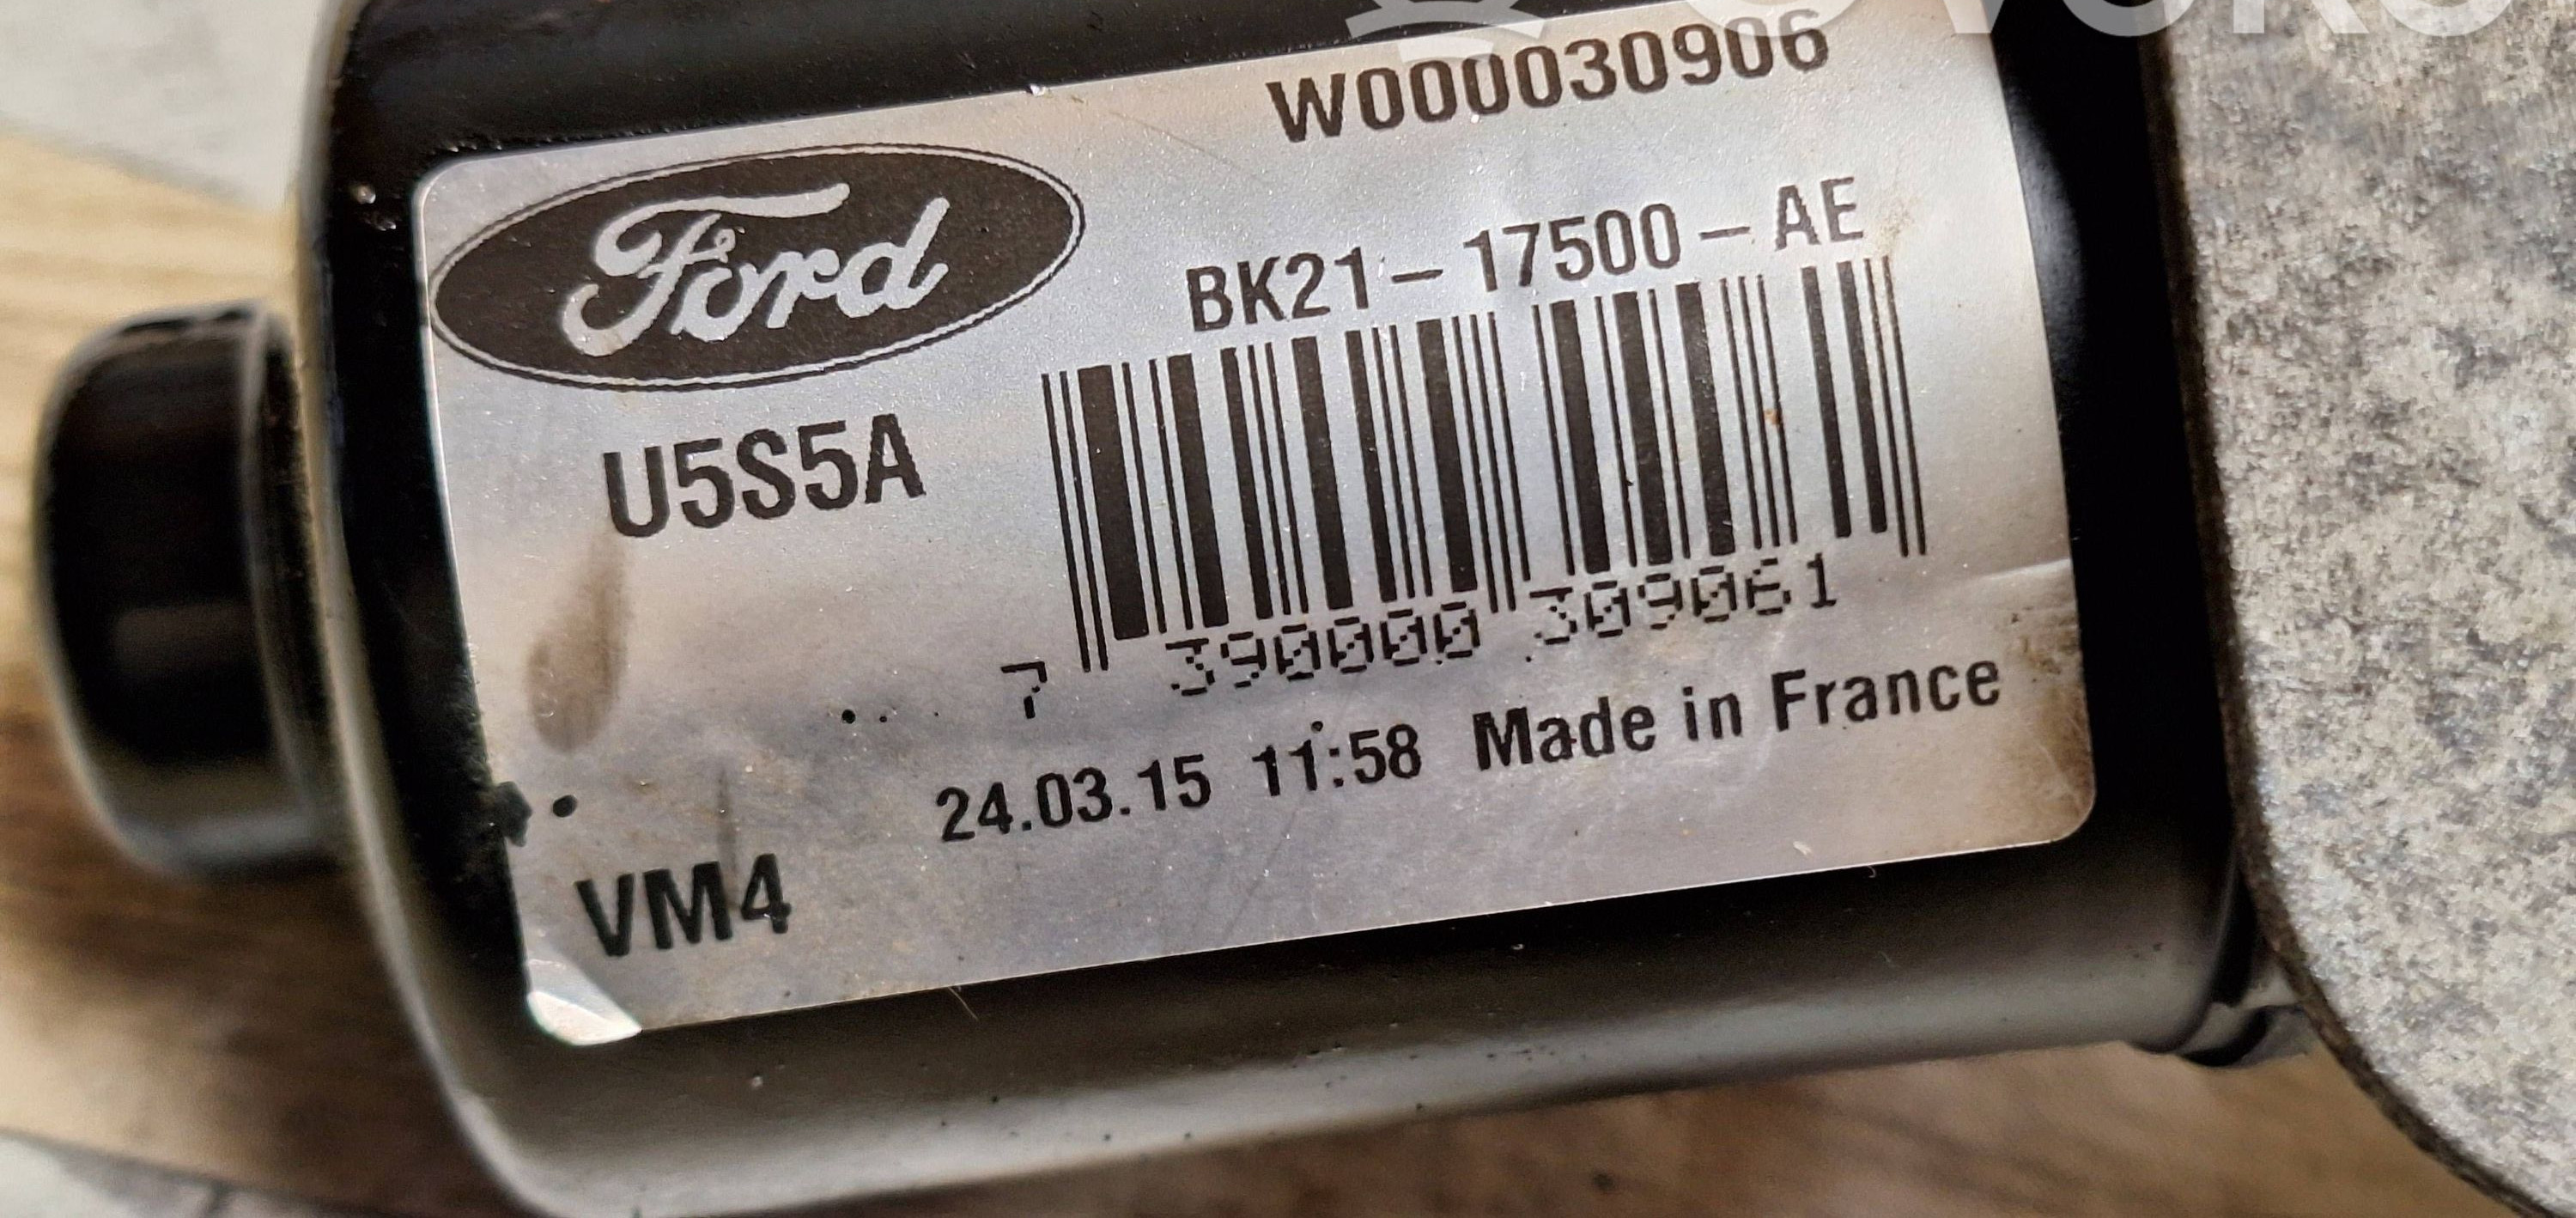 W000030906
Ford
BK21-17500-AE
U5S5A
7 390000 309061
24.03.15 11:58 Made in France
VM4